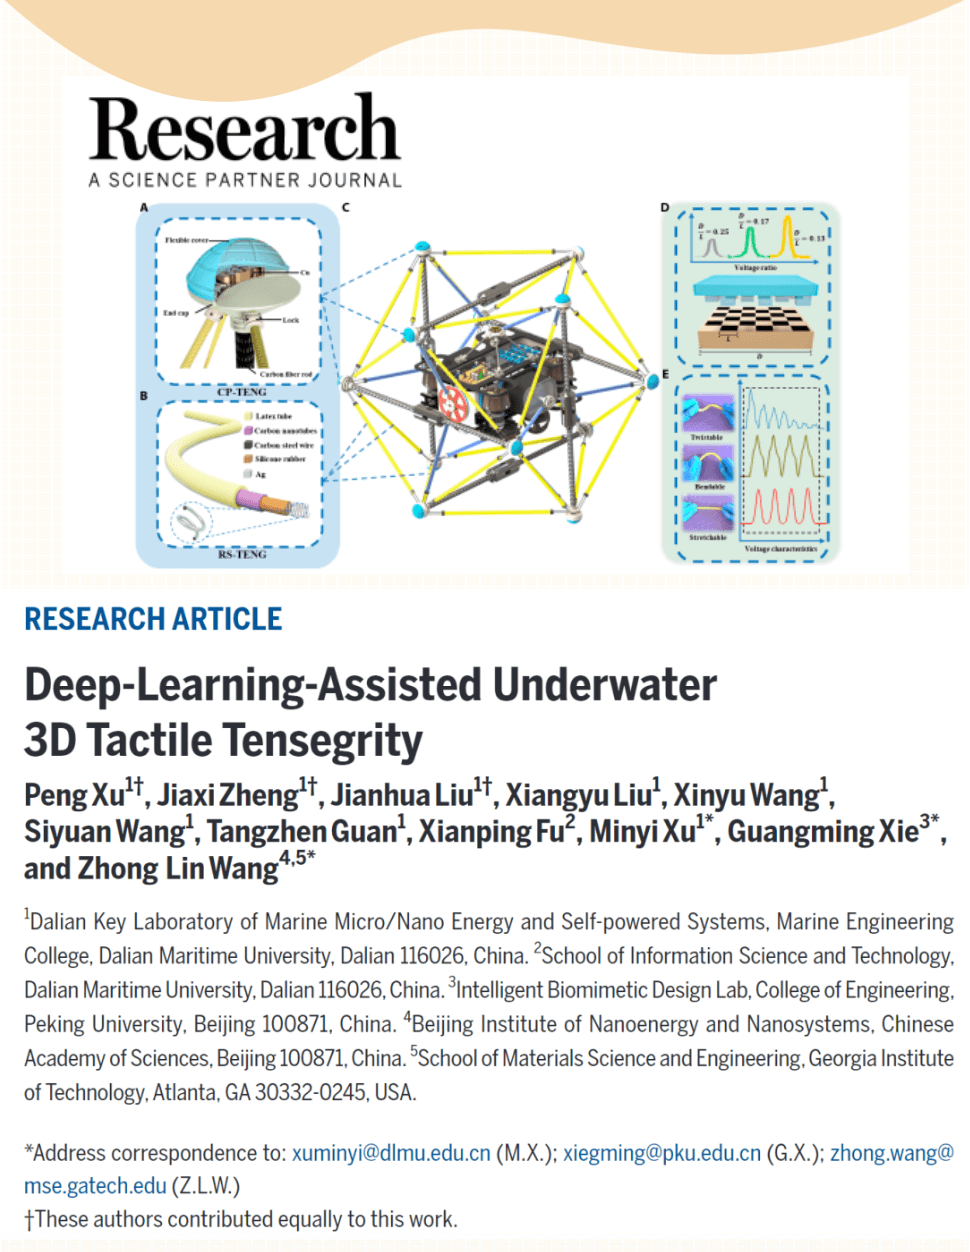 Research
A SCIENCE PARTNER JOURNAL
A
Flexible cover
Cu
End cap
Lock
Carbon fiber rod
CP-TENG
B
Latex tube
Carbon nanotubes
Carbon steel wire
Silicone rubber
Ag
RS-TENG
C
D
D/L = 0.25
D/L = 0.17
D/L = 0.13
Voltage ratio
L
D
E
Twistable
Bendable
Stretchable
Voltage characteristics
RESEARCH ARTICLE
Deep-Learning-Assisted Underwater
3D Tactile Tensegrity
Peng Xu1†, Jiaxi Zheng1†, Jianhua Liu1†, Xiangyu Liu1, Xinyu Wang1,
Siyuan Wang1, Tangzhen Guan1, Xianping Fu2, Minyi Xu1*, Guangming Xie3*,
and Zhong Lin Wang4,5*
1Dalian Key Laboratory of Marine Micro/Nano Energy and Self-powered Systems, Marine Engineering
College, Dalian Maritime University, Dalian 116026, China. 2School of Information Science and Technology,
Dalian Maritime University, Dalian 116026, China. 3Intelligent Biomimetic Design Lab, College of Engineering,
Peking University, Beijing 100871, China. 4Beijing Institute of Nanoenergy and Nanosystems, Chinese
Academy of Sciences, Beijing 100871, China. 5School of Materials Science and Engineering, Georgia Institute
of Technology, Atlanta, GA 30332-0245, USA.
*Address correspondence to: xuminyi@dlmu.edu.cn (M.X.); xiegming@pku.edu.cn (G.X.); zhong.wang@
mse.gatech.edu (Z.L.W.)
†These authors contributed equally to this work.